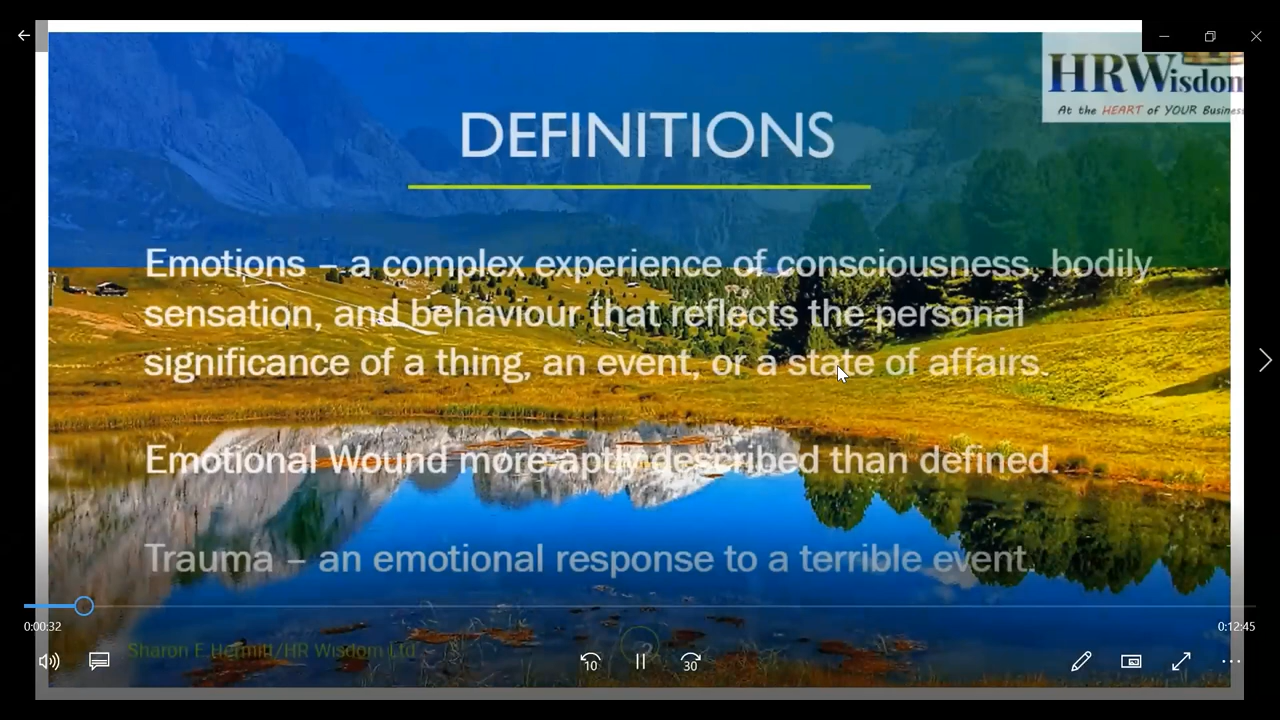 HRWisdom
At the HEART of YOUR Business
DEFINITIONS
Emotions – a complex experience of consciousness, bodily
sensation, and behaviour that reflects the personal
significance of a thing, an event, or a state of affairs.
Emotional Wound more aptly described than defined.
Trauma – an emotional response to a terrible event.
0:00:32
0:12:45
Sharon E Hermitt /HR Wisdom Ltd
2
10
30